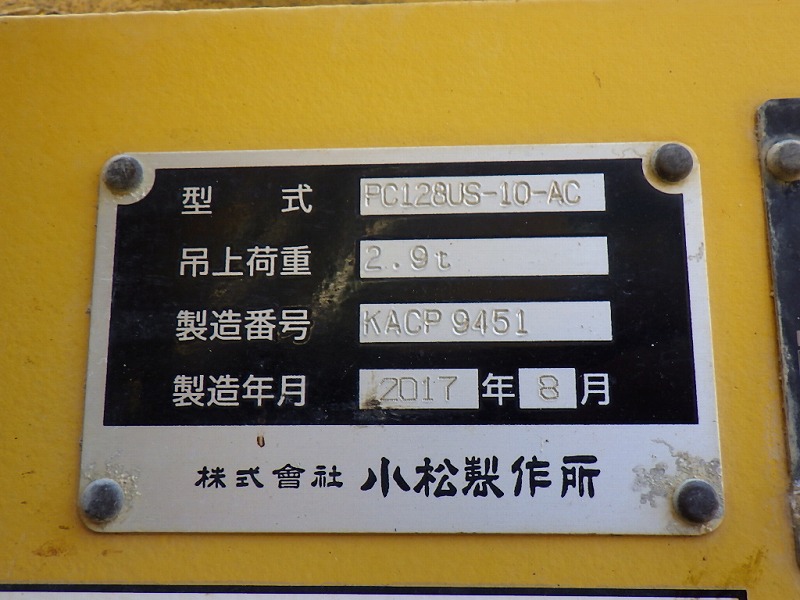 型式 PC128US-10-AC
吊上荷重 2.9t
製造番号 KACP 9451
製造年月 2017 年 8 月
株式會社 小松製作所